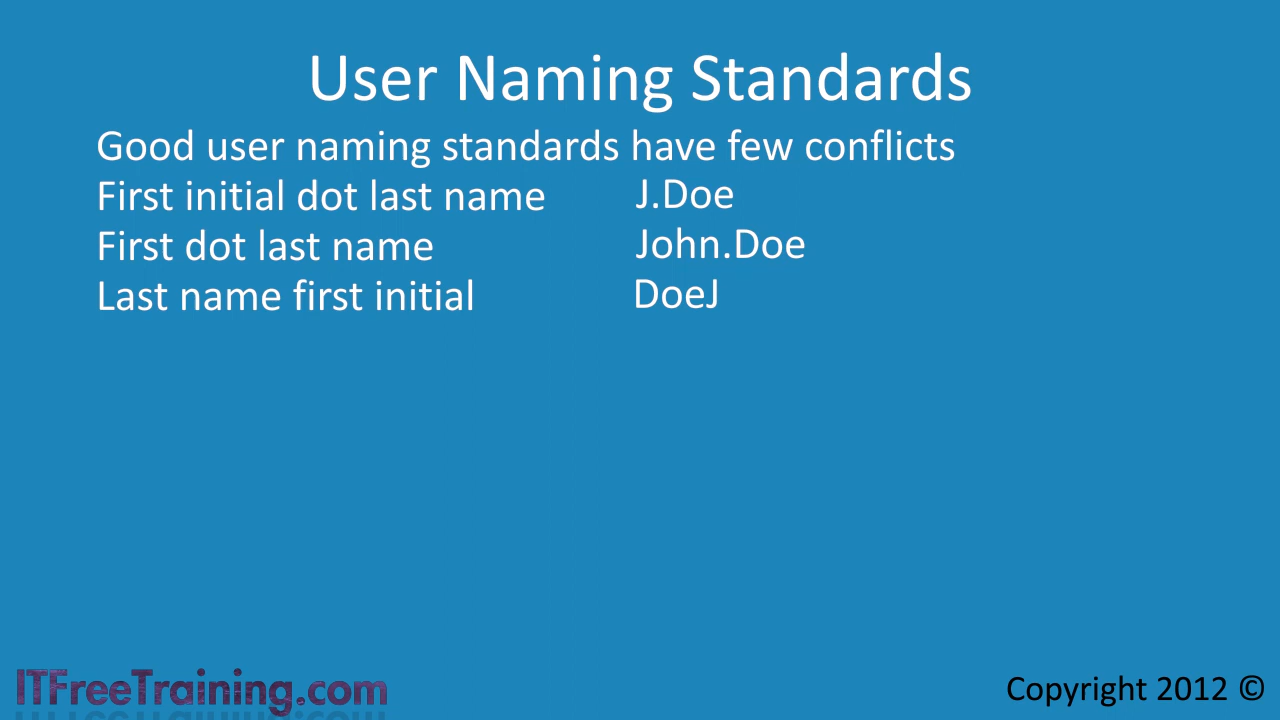 User Naming Standards
Good user naming standards have few conflicts
First initial dot last name J.Doe
First dot last name John.Doe
Last name first initial DoeJ
ITFreeTraining.com
Copyright 2012 ©